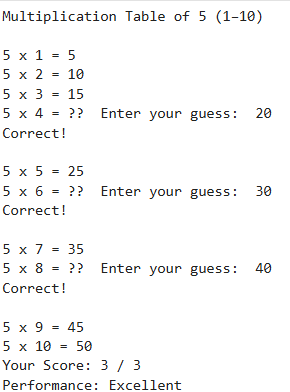 Multiplication Table of 5 (1–10)
5 x 1 = 5
5 x 2 = 10
5 x 3 = 15
5 x 4 = ??  Enter your guess:  20
Correct!
5 x 5 = 25
5 x 6 = ??  Enter your guess:  30
Correct!
5 x 7 = 35
5 x 8 = ??  Enter your guess:  40
Correct!
5 x 9 = 45
5 x 10 = 50
Your Score: 3 / 3
Performance: Excellent